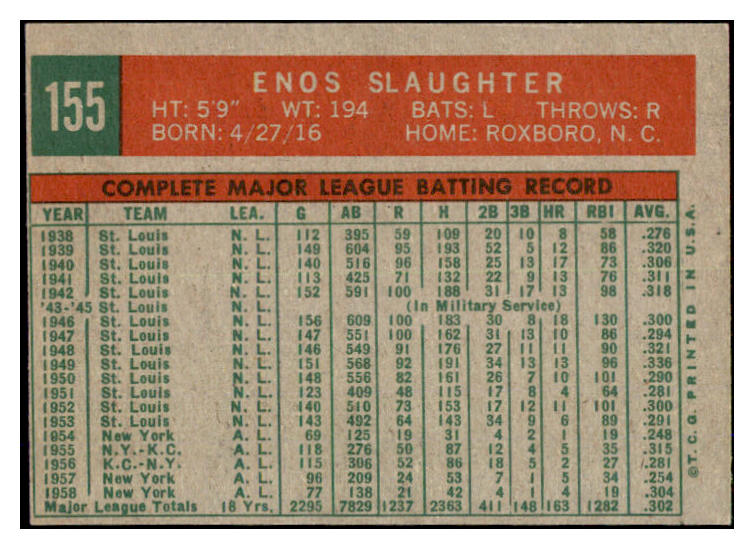 155
ENOS SLAUGHTER
HT: 5'9" WT: 194 BATS: L THROWS: R
BORN: 4/27/16 HOME: ROXBORO, N. C.
COMPLETE MAJOR LEAGUE BATTING RECORD
YEAR TEAM LEA. G AB R H 2B 3B HR RBI AVG.
1938 St. Louis N. L. 112 395 59 109 20 10 8 58 .276
1939 St. Louis N. L. 149 604 95 193 52 5 12 86 .320
1940 St. Louis N. L. 140 516 96 158 25 13 17 73 .306
1941 St. Louis N. L. 113 425 71 132 22 9 13 76 .311
1942 St. Louis N. L. 152 591 100 188 31 17 13 98 .318
'43-'45 St. Louis N. L. (In Military Service)
1946 St. Louis N. L. 156 609 100 183 30 8 18 130 .300
1947 St. Louis N. L. 147 551 100 162 31 13 10 86 .294
1948 St. Louis N. L. 146 549 91 176 27 11 11 90 .321
1949 St. Louis N. L. 151 568 92 191 34 13 13 96 .336
1950 St. Louis N. L. 148 556 82 161 26 7 10 101 .290
1951 St. Louis N. L. 123 409 48 115 17 8 4 64 .281
1952 St. Louis N. L. 140 510 73 153 17 12 11 101 .300
1953 St. Louis N. L. 143 492 64 143 34 9 6 89 .291
1954 New York A. L. 69 125 19 31 4 2 1 19 .248
1955 N.Y.-K.C. A. L. 118 276 50 87 12 4 5 35 .315
1956 K.C.-N.Y. A. L. 115 306 52 86 18 5 2 27 .281
1957 New York A. L. 96 209 24 53 7 1 5 34 .254
1958 New York A. L. 77 138 21 42 4 1 4 19 .304
Major League Totals 18 Yrs. 2295 7829 1237 2363 411 148 163 1282 .302
© T. C. G. PRINTED IN U.S.A.